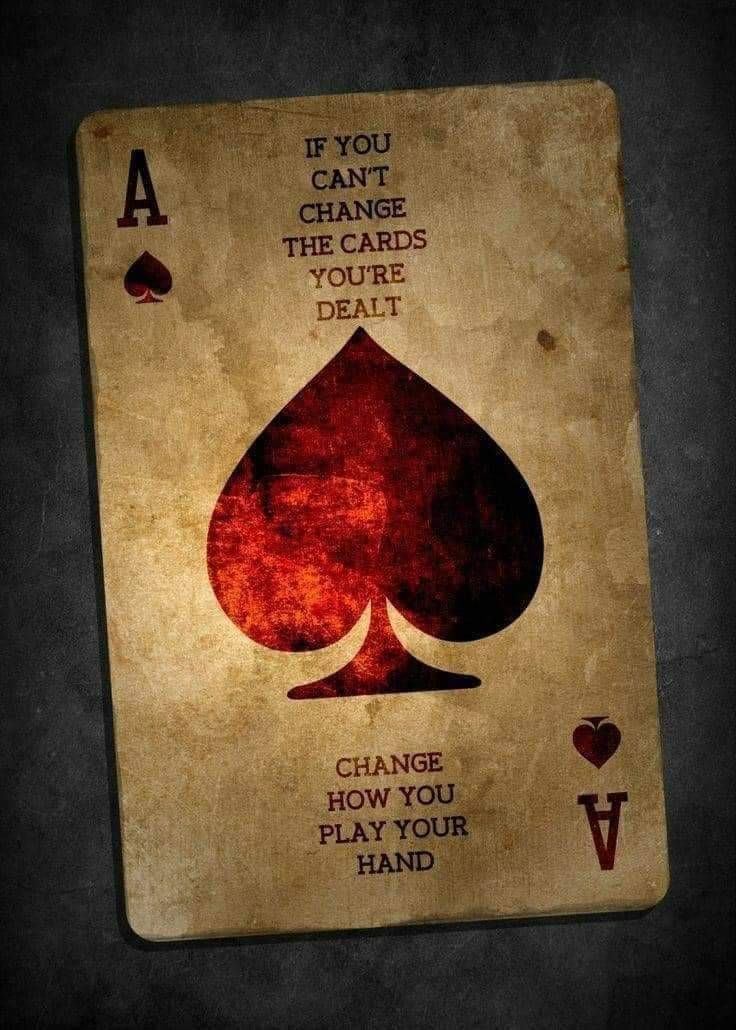 A
IF YOU
CAN'T
CHANGE
THE CARDS
YOU'RE
DEALT
CHANGE
HOW YOU
PLAY YOUR
HAND
A